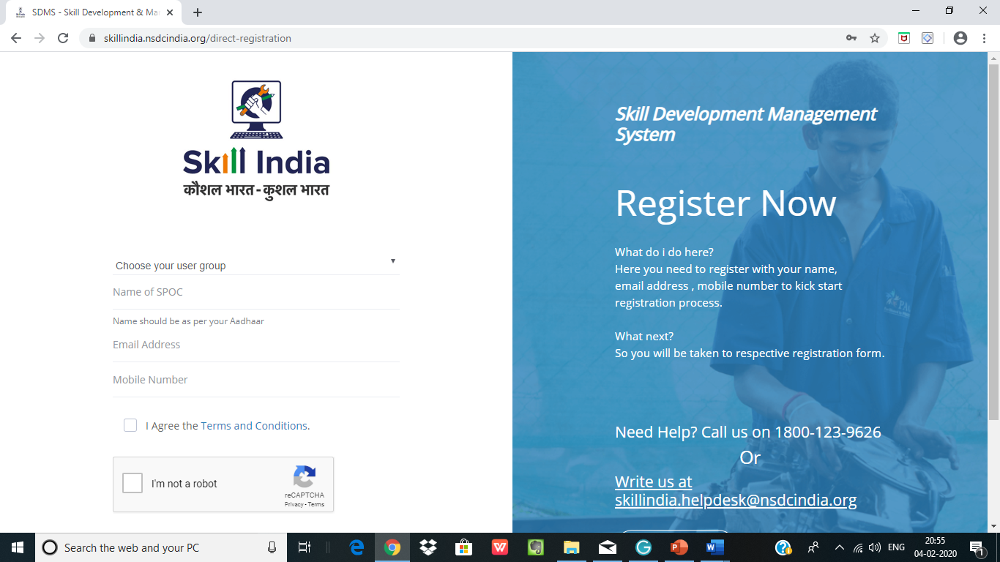 SDMS - Skill Development & Ma
skillindia.nsdcindia.org/direct-registration
Skill India
कौशल भारत - कुशल भारत
Choose your user group
Name of SPOC
Name should be as per your Aadhaar
Email Address
Mobile Number
I Agree the Terms and Conditions.
I'm not a robot
reCAPTCHA
Privacy - Terms
Skill Development Management
System
Register Now
What do i do here?
Here you need to register with your name,
email address , mobile number to kick start
registration process.
What next?
So you will be taken to respective registration form.
Need Help? Call us on 1800-123-9626
Or
Write us at
skillindia.helpdesk@nsdcindia.org
Search the web and your PC
ENG
20:55
04-02-2020
1